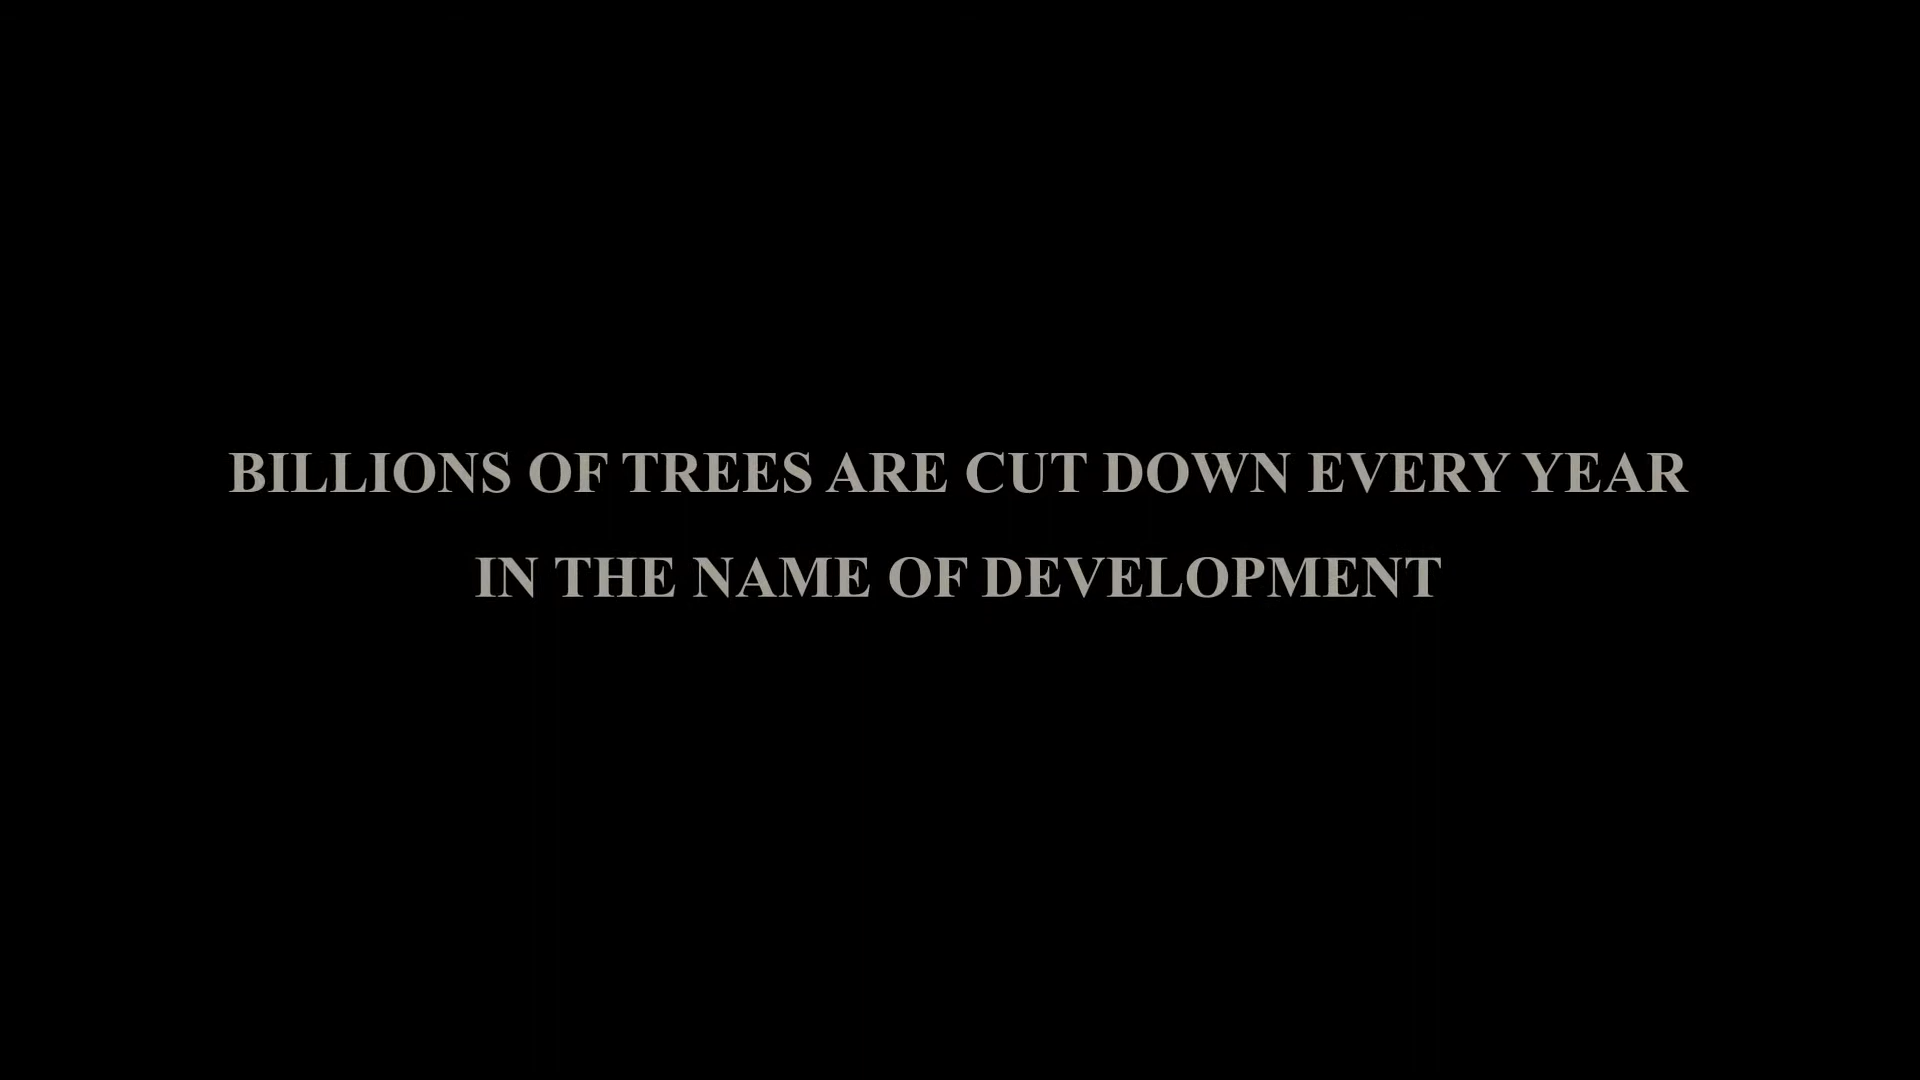 BILLIONS OF TREES ARE CUT DOWN EVERY YEAR
IN THE NAME OF DEVELOPMENT